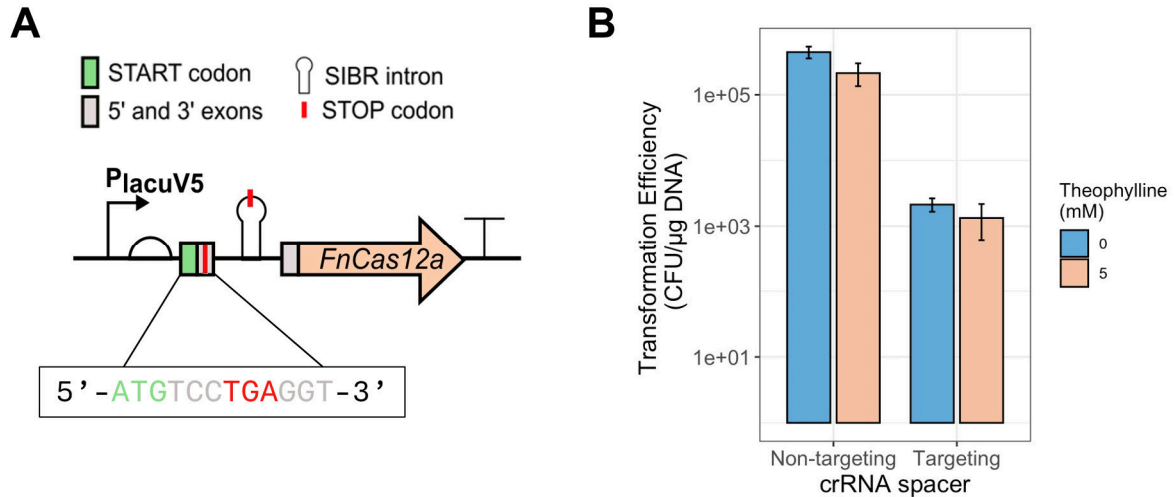 A
START codon
5' and 3' exons
SIBR intron
STOP codon
PlacuV5
FnCas12a
5'-ATGTCCTGAGGT-3'
B
Transformation Efficiency
(CFU/µg DNA)
1e+05
1e+03
1e+01
Non-targeting
Targeting
crRNA spacer
Theophylline
(mM)
0
5